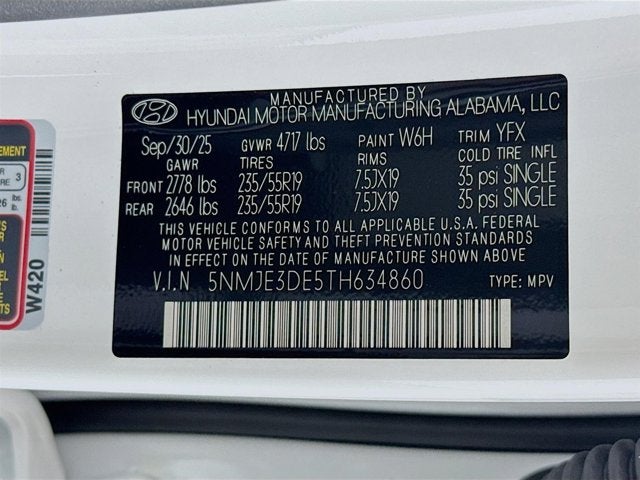 MANUFACTURED BY
HYUNDAI MOTOR MANUFACTURING ALABAMA, LLC
Sep/30/25 GVWR 4717 lbs PAINT W6H TRIM YFX
GAWR TIRES RIMS COLD TIRE INFL
FRONT 2778 lbs 235/55R19 7.5JX19 35 psi SINGLE
REAR 2646 lbs 235/55R19 7.5JX19 35 psi SINGLE
THIS VEHICLE CONFORMS TO ALL APPLICABLE U.S.A. FEDERAL
MOTOR VEHICLE SAFETY AND THEFT PREVENTION STANDARDS
IN EFFECT ON THE DATE OF MANUFACTURE SHOWN ABOVE
V.I.N 5NMJE3DE5TH634860 TYPE: MPV
3
W420